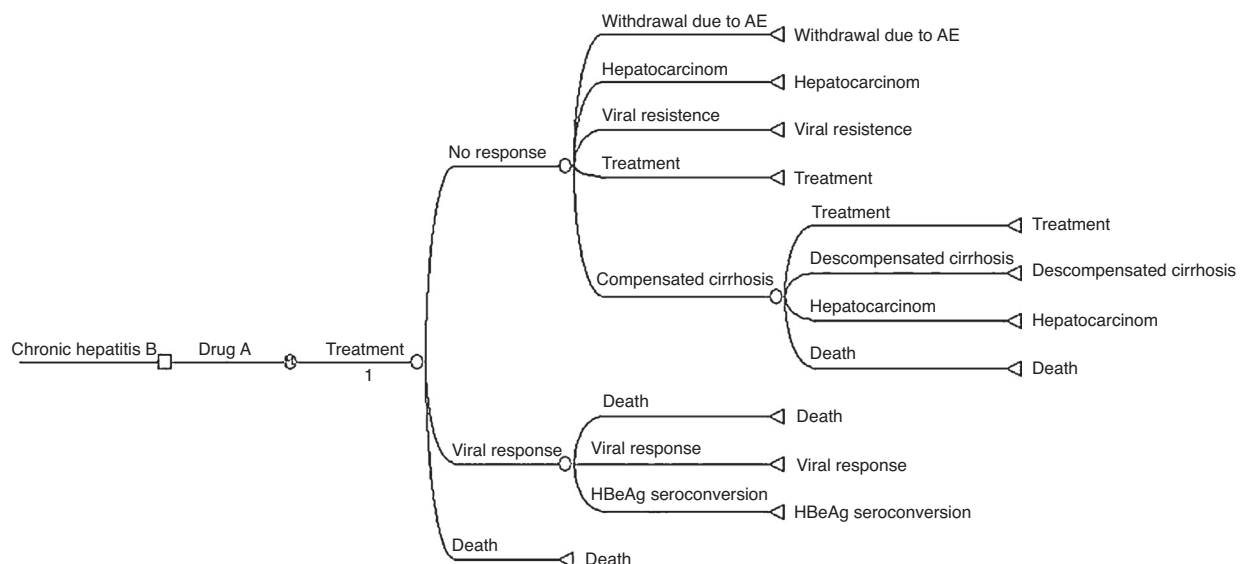 Withdrawal due to AE
Withdrawal due to AE
Hepatocarcinom
Hepatocarcinom
Viral resistence
Viral resistence
No response
Treatment
Treatment
Treatment
Treatment
Descompensated cirrhosis
Descompensated cirrhosis
Compensated cirrhosis
Hepatocarcinom
Hepatocarcinom
Chronic hepatitis B
Drug A
Treatment
1
Death
Death
Death
Death
Viral response
Viral response
Viral response
HBeAg seroconversion
HBeAg seroconversion
Death
Death